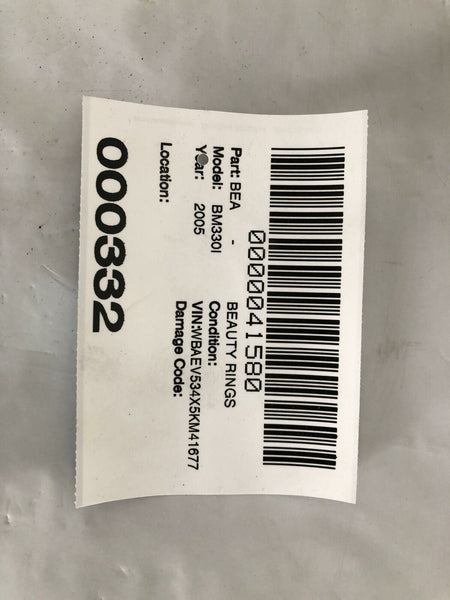 0000041580
Part: BEA - BEAUTY RINGS
Model: BM330I Condition:
Year: 2005 VIN:WBAEV534X5KM41677
Damage Code:
Location:
000332